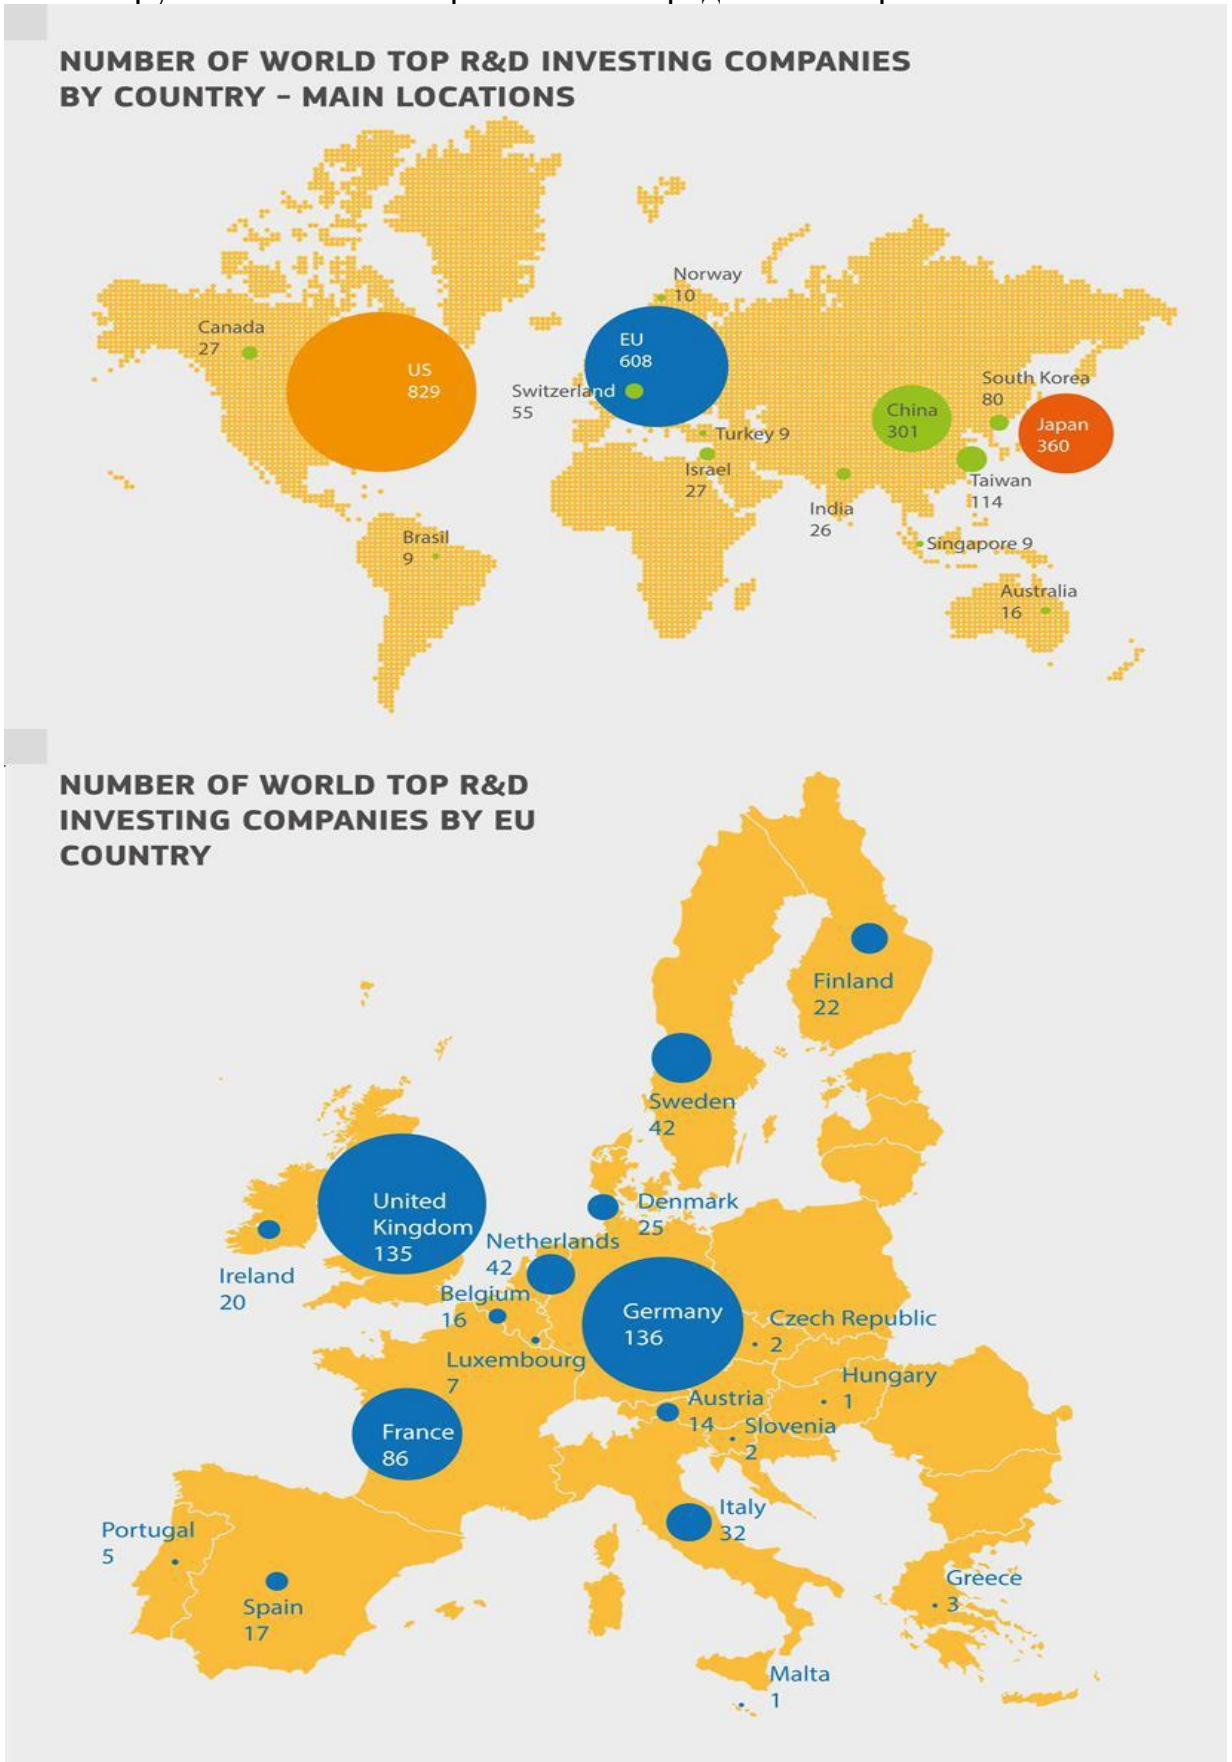 NUMBER OF WORLD TOP R&D INVESTING COMPANIES
BY COUNTRY – MAIN LOCATIONS
Norway
10
Canada
27
US
829
EU
608
Switzerland
55
South Korea
80
China
301
Japan
360
Turkey 9
Israel
27
Taiwan
114
India
26
Brasil
9
Singapore 9
Australia
16
NUMBER OF WORLD TOP R&D
INVESTING COMPANIES BY EU
COUNTRY
Finland
22
Sweden
42
United
Kingdom
135
Denmark
25
Netherlands
42
Ireland
20
Belgium
16
Germany
136
Czech Republic
2
Luxembourg
7
Hungary
1
Austria
14
Slovenia
2
France
86
Italy
32
Portugal
5
Spain
17
Greece
3
Malta
1